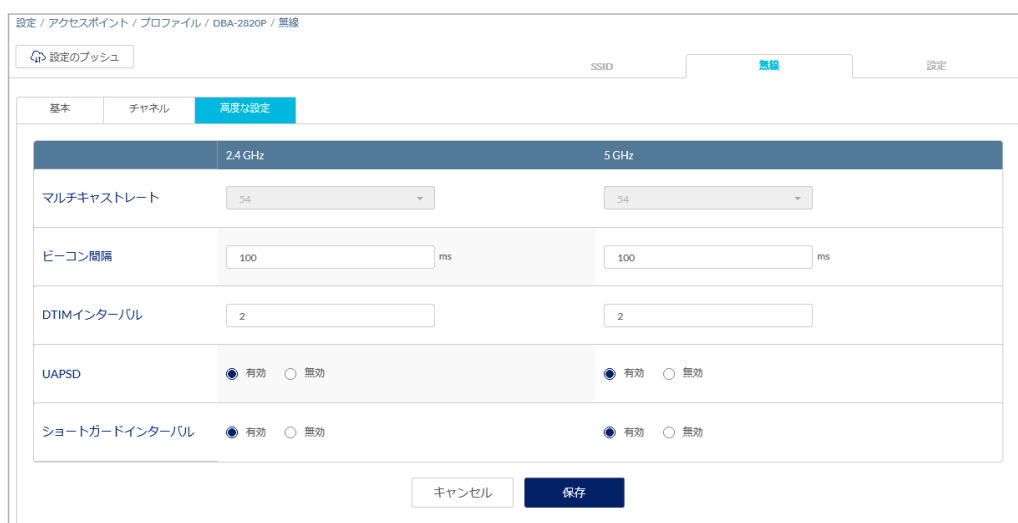 設定 / アクセスポイント / プロファイル / DBA-2820P / 無線
設定のプッシュ
SSID 無線 設定
基本 チャネル 高度な設定
2.4 GHz 5 GHz
マルチキャストレート 54 54
ビーコン間隔 100 ms 100 ms
DTIMインターバル 2 2
UAPSD 有効 無効 有効 無効
ショートガードインターバル 有効 無効 有効 無効
キャンセル 保存